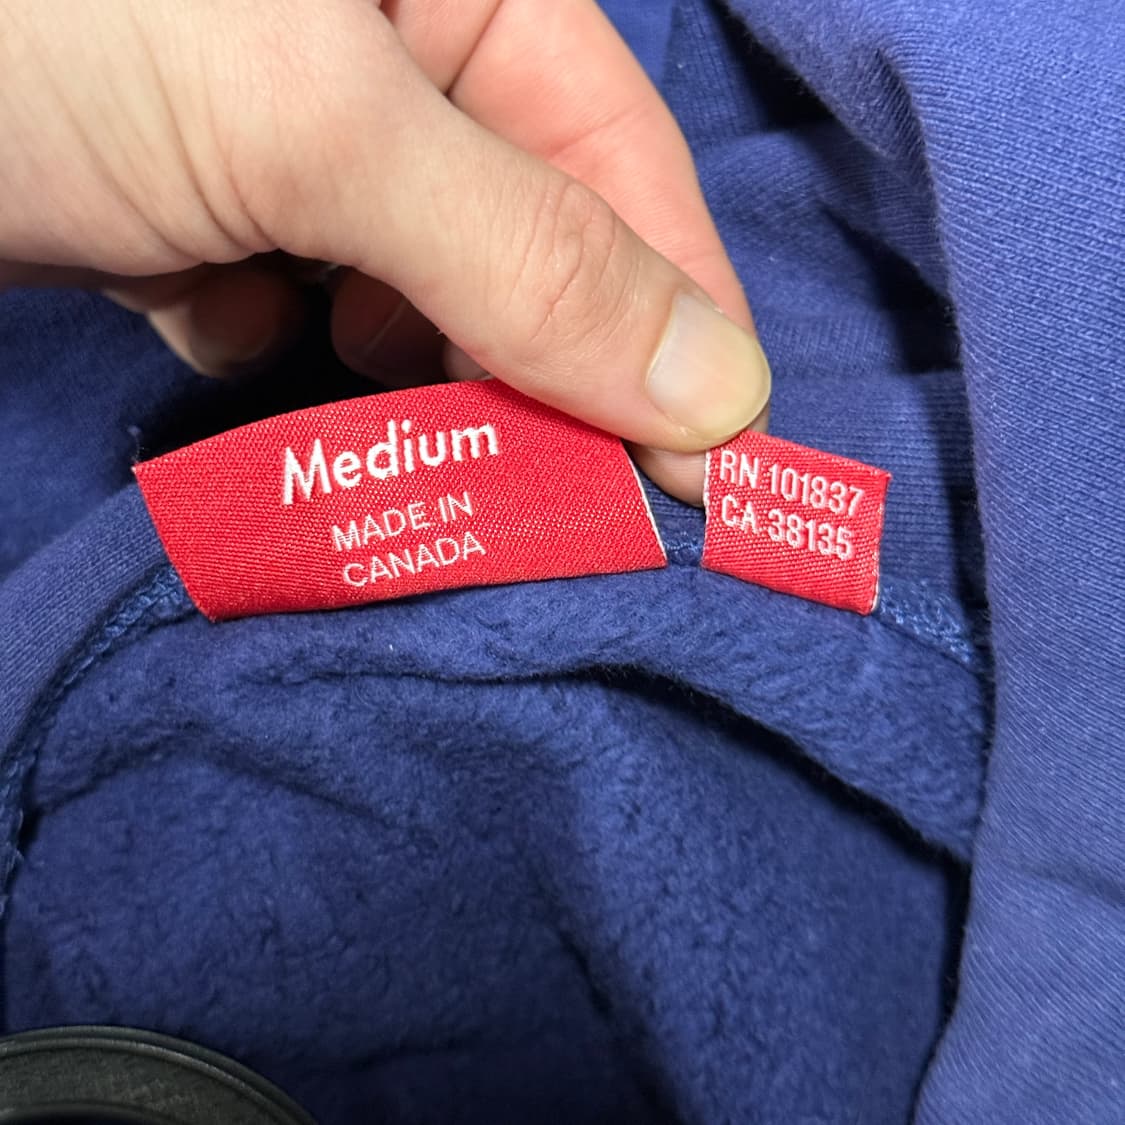 Medium
MADE IN
CANADA
RN 101837
CA 38135